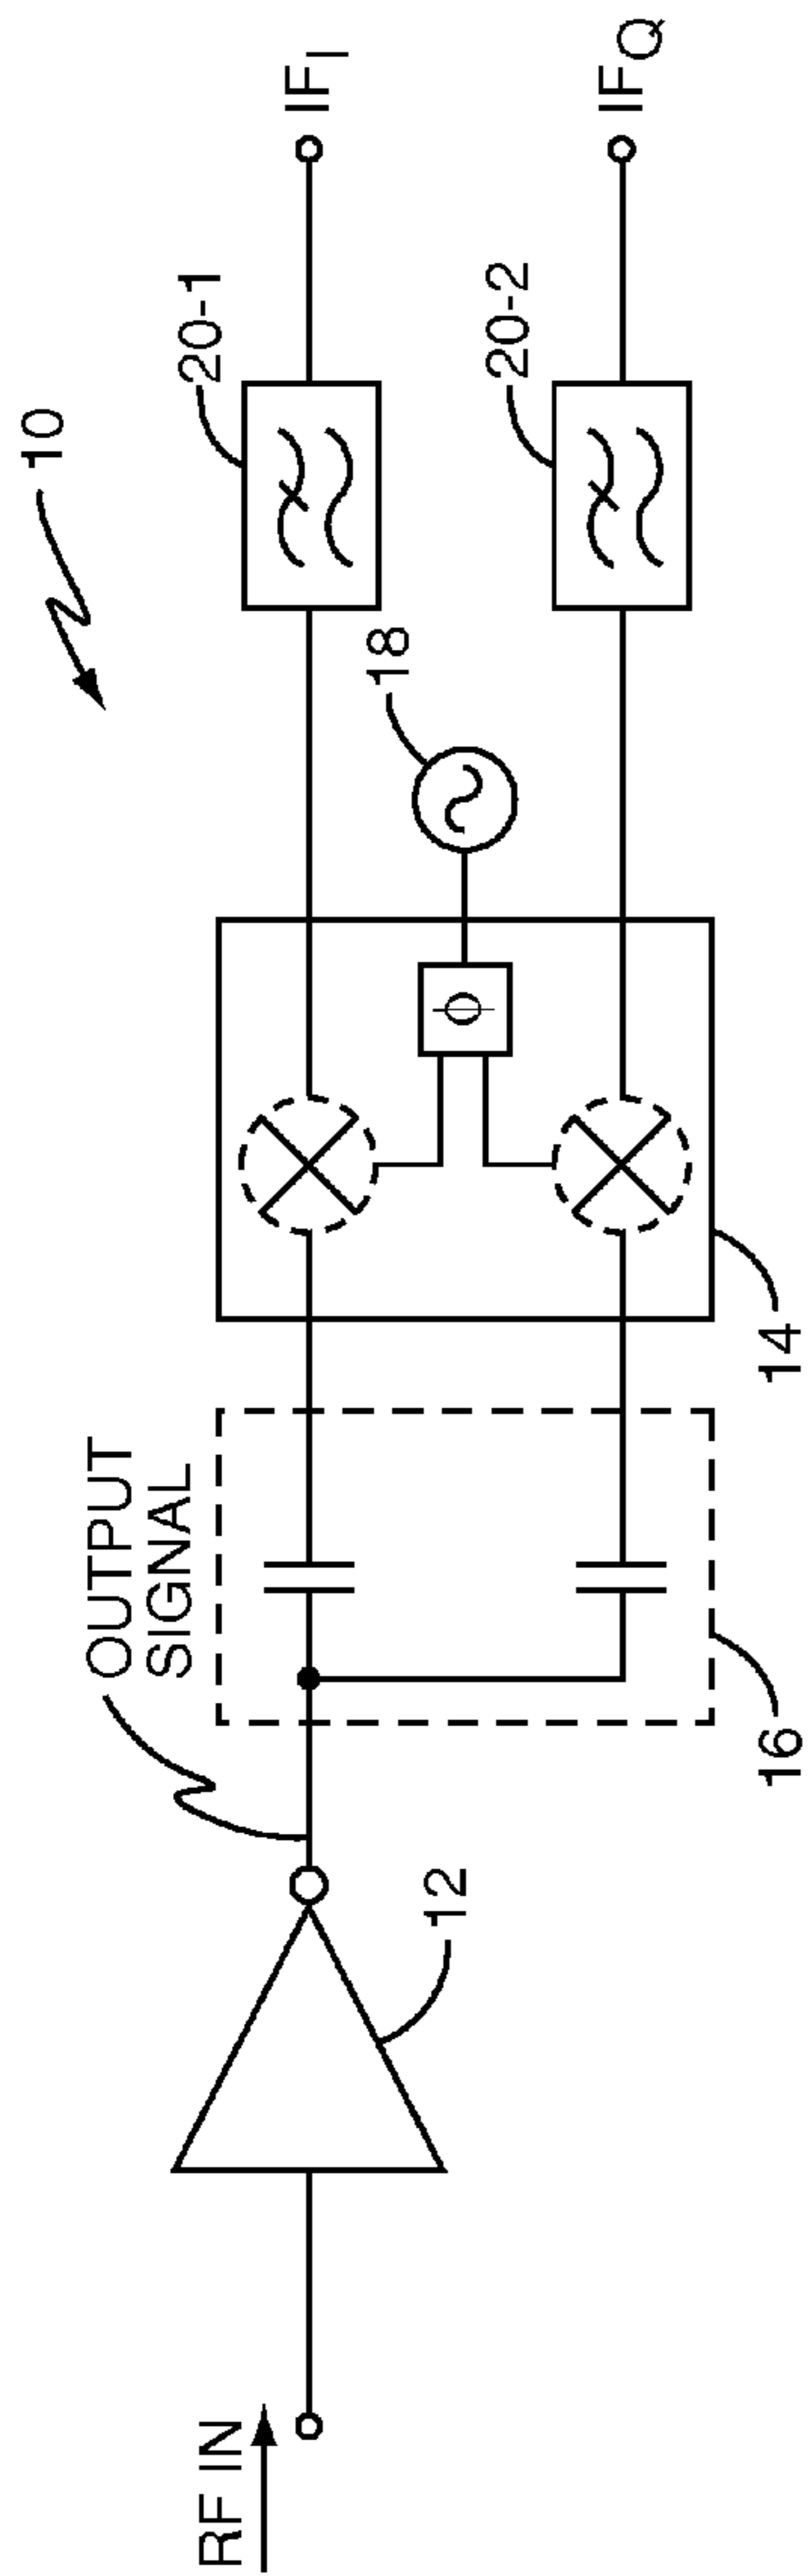 10
RF IN
12
OUTPUT
SIGNAL
16
14
ϕ
18
20-1
20-2
IF_I
IF_Q